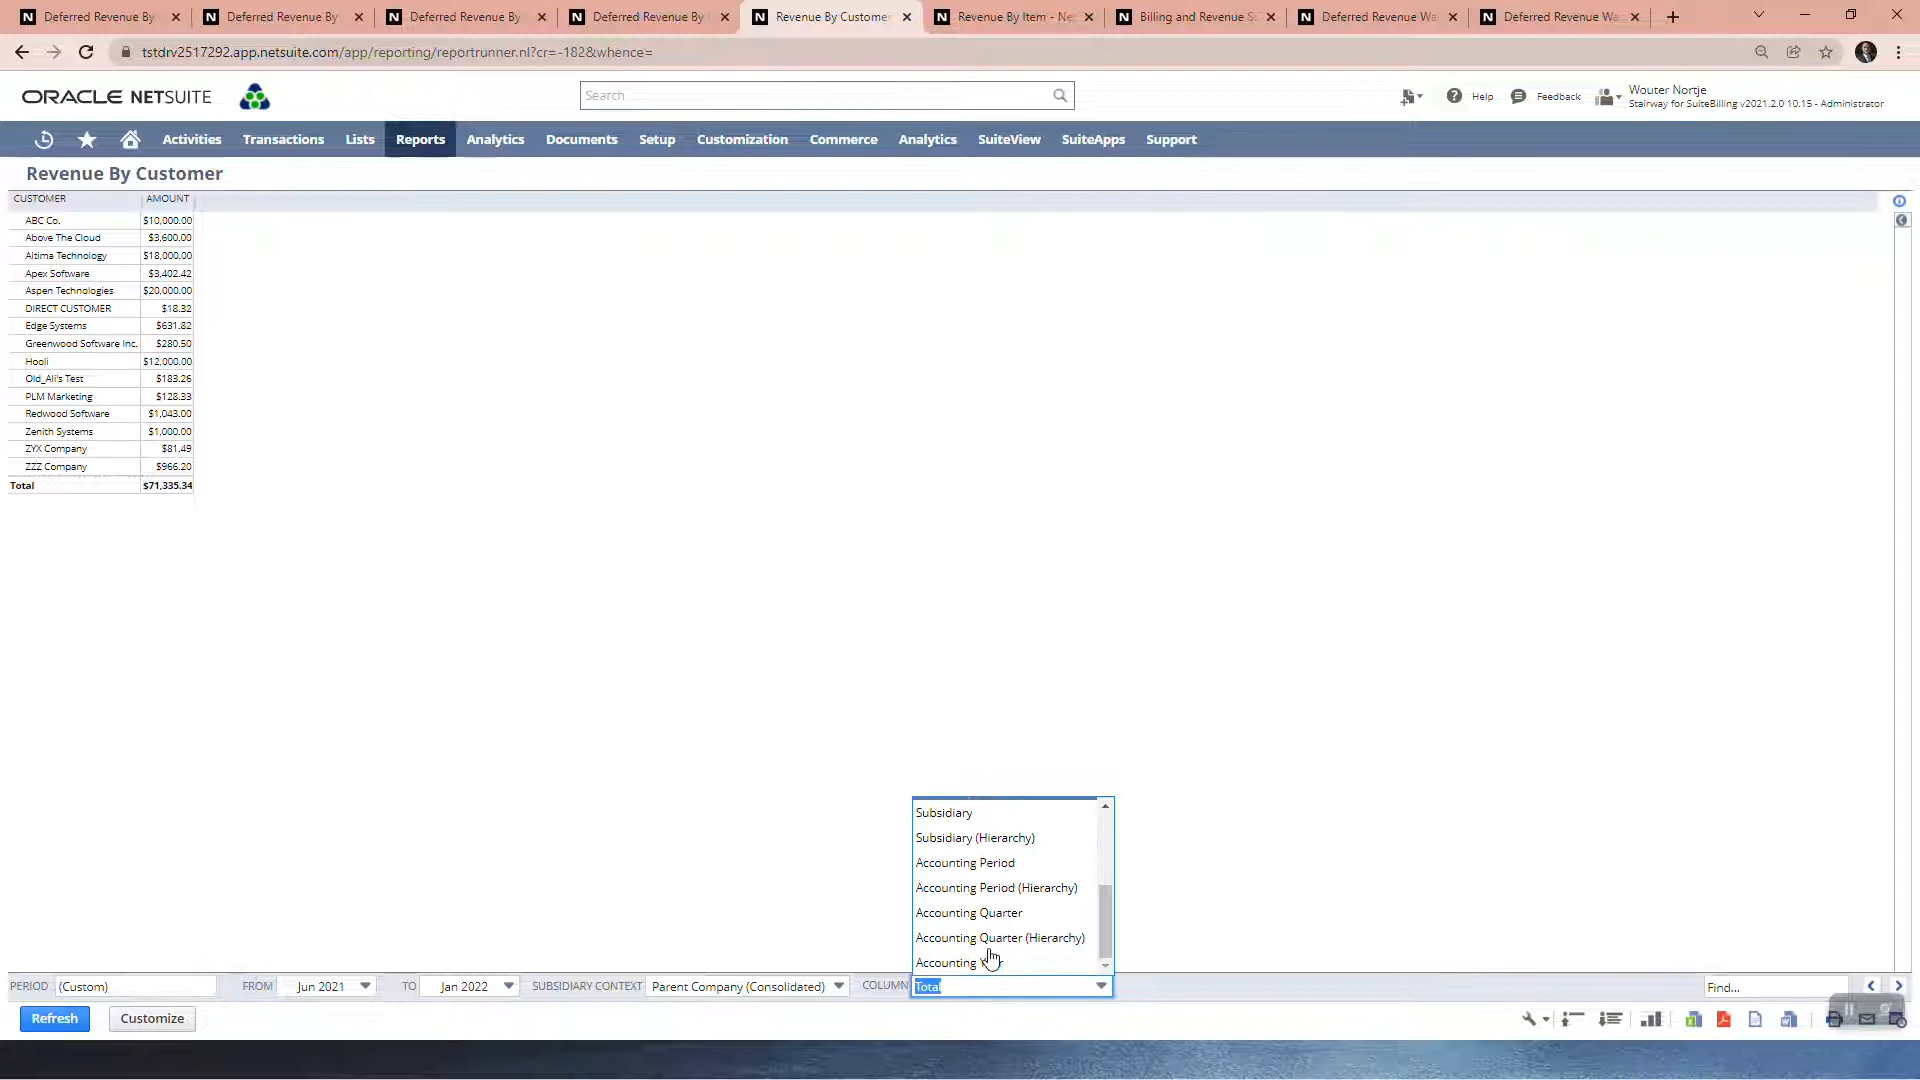 Deferred Revenue By
Deferred Revenue By
Deferred Revenue By
Deferred Revenue By
Revenue By Customer
Revenue By Item - Ne
Billing and Revenue S
Deferred Revenue Wa
Deferred Revenue Wa
tstdrv2517292.app.netsuite.com/app/reporting/reportrunner.nl?cr=-182&whence=
ORACLE NETSUITE
Search
Help
Feedback
Wouter Nortje
Stairway for SuiteBilling v2021.2.0 10.15 - Administrator
Activities Transactions Lists Reports Analytics Documents Setup Customization Commerce Analytics SuiteView SuiteApps Support
Revenue By Customer
CUSTOMER AMOUNT
ABC Co. $10,000.00
Above The Cloud $3,600.00
Altima Technology $18,000.00
Apex Software $3,402.42
Aspen Technologies $20,000.00
DIRECT CUSTOMER $18.32
Edge Systems $631.82
Greenwood Software Inc. $280.50
Hooli $12,000.00
Old_Ali's Test $183.26
PLM Marketing $128.33
Redwood Software $1,043.00
Zenith Systems $1,000.00
ZYX Company $81.49
ZZZ Company $966.20
Total $71,335.34
Subsidiary
Subsidiary (Hierarchy)
Accounting Period
Accounting Period (Hierarchy)
Accounting Quarter
Accounting Quarter (Hierarchy)
Accounting
PERIOD (Custom) FROM Jun 2021 TO Jan 2022 SUBSIDIARY CONTEXT Parent Company (Consolidated) COLUMN Total Find...
Refresh Customize